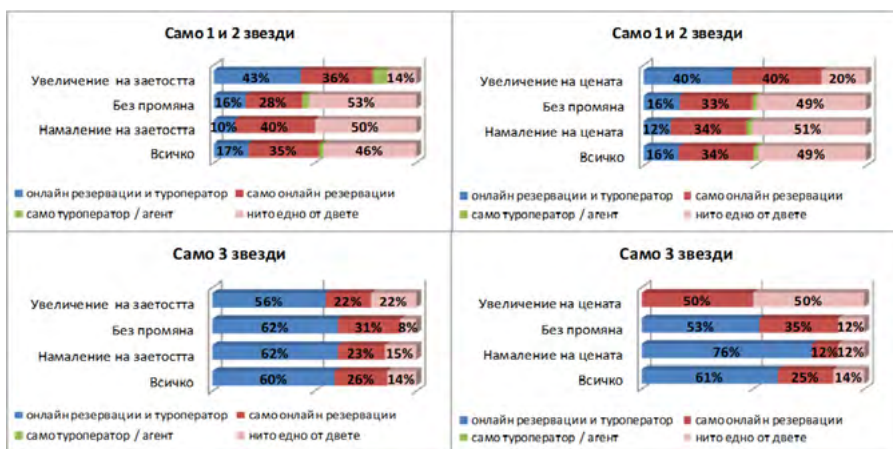 Само 1 и 2 звезди
Увеличение на заетостта 43% 36% 14%
Без промяна 16% 28% 53%
Намаление на заетостта 10% 40% 50%
Всичко 17% 35% 46%
онлайн резервации и туроператор само онлайн резервации
само туроператор / агент нито едно от двете
Само 1 и 2 звезди
Увеличение на цената 40% 40% 20%
Без промяна 16% 33% 49%
Намаление на цената 12% 34% 51%
Всичко 16% 34% 49%
онлайн резервации и туроператор само онлайн резервации
само туроператор / агент нито едно от двете
Само 3 звезди
Увеличение на заетостта 56% 22% 22%
Без промяна 62% 31% 8%
Намаление на заетостта 62% 23% 15%
Всичко 60% 26% 14%
онлайн резервации и туроператор само онлайн резервации
само туроператор / агент нито едно от двете
Само 3 звезди
Увеличение на цената 50% 50%
Без промяна 53% 35% 12%
Намаление на цената 76% 12% 12%
Всичко 61% 25% 14%
онлайн резервации и туроператор само онлайн резервации
само туроператор / агент нито едно от двете